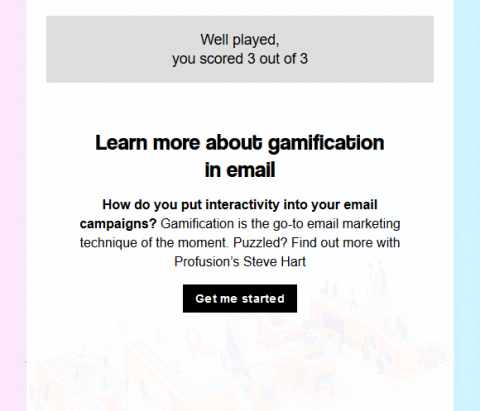 Well played,
you scored 3 out of 3
Learn more about gamification
in email
How do you put interactivity into your email
campaigns? Gamification is the go-to email marketing
technique of the moment. Puzzled? Find out more with
Profusion’s Steve Hart
Get me started